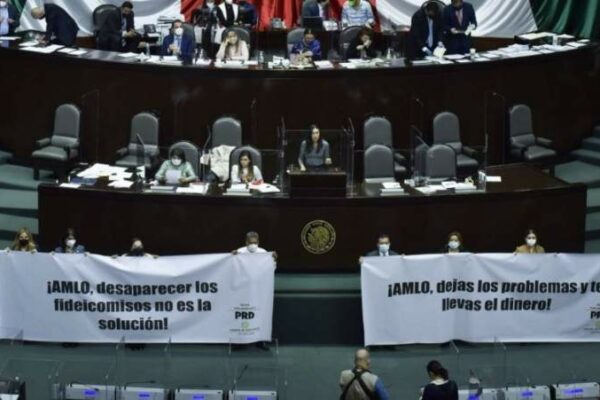 ¡AMLO, desaparecer los
fideicomisos no es la
solución!
PRD
¡AMLO, dejas los problemas y te
llevas el dinero!
PRD